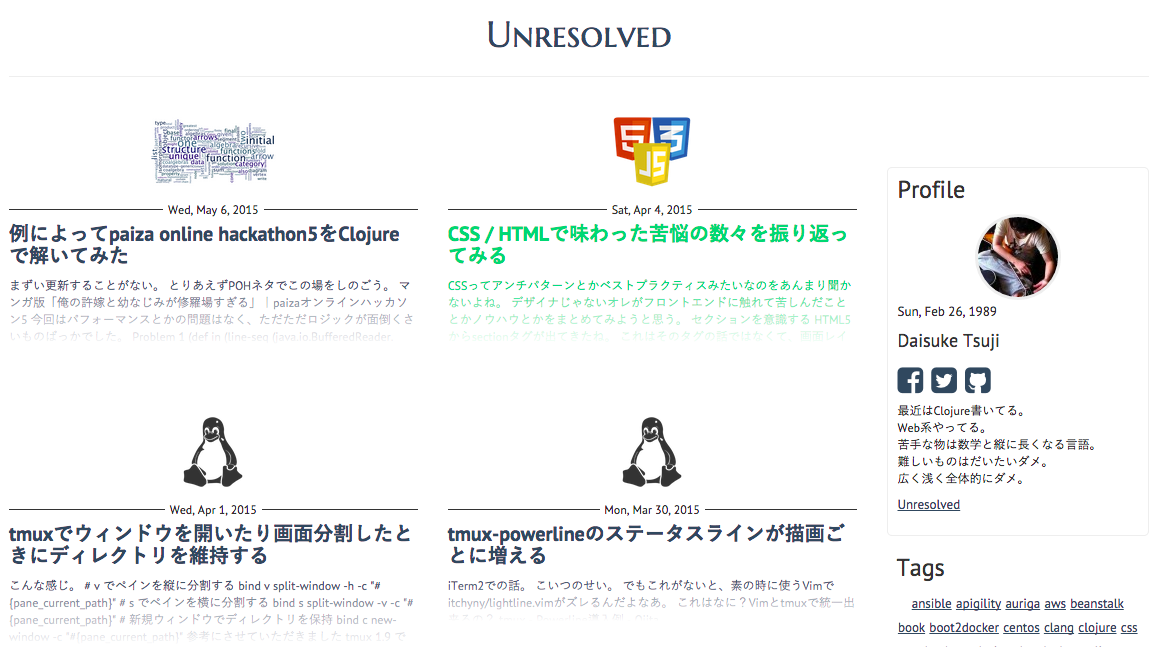 Unresolved
type
final
initial
structure
one
functions
arrow
unique
data
function
category
diagram
5 3
JS
Wed, May 6, 2015
例によってpaiza online hackathon5をClojure
で解いてみた
まずい更新することがない。 とりあえずPOHネタでこの場をしのごう。 マ
ンガ版「俺の許嫁と幼なじみが修羅場すぎる」｜paizaオンラインハッカソ
ン5 今回はパフォーマンスとかの問題はなく、ただただロジックが面倒くさ
いものばっかでした。 Problem 1 (def in (line-seq (java.io.BufferedReader.
Sat, Apr 4, 2015
CSS / HTMLで味わった苦悩の数々を振り返っ
てみる
CSSってアンチパターンとかベストプラクティスみたいなのをあんまり聞か
ないよね。 デザイナじゃないオレがフロントエンドに触れて苦しんだこと
とかノウハウとかをまとめてみようと思う。 セクションを意識する HTML5
からsectionタグが出てきたね。 これはそのタグの話ではなくて、画面レイ
Wed, Apr 1, 2015
tmuxでウィンドウを開いたり画面分割したと
きにディレクトリを維持する
こんな感じ。 # v でペインを縦に分割する bind v split-window -h -c "#
{pane_current_path}" # s でペインを横に分割する bind s split-window -v -c "#
{pane_current_path}" # 新規ウィンドウでディレクトリを保持 bind c new-
window -c "#{pane_current_path}" 参考にさせていただきました tmux 1.9 で
Mon, Mar 30, 2015
tmux-powerlineのステータスラインが描画ご
とに増える
iTerm2での話。 こいつのせい。 でもこれがないと、素の時に使うVimで
itchyny/lightline.vimがズレるんだよなあ。 これはなに？Vimとtmuxで統一出
Profile
Sun, Feb 26, 1989
Daisuke Tsuji
最近はClojure書いてる。
Web系やってる。
苦手な物は数学と縦に長くなる言語。
難しいものはだいたいダメ。
広く浅く全体的にダメ。
Unresolved
Tags
ansible apigility auriga aws beanstalk
book boot2docker centos clang clojure css